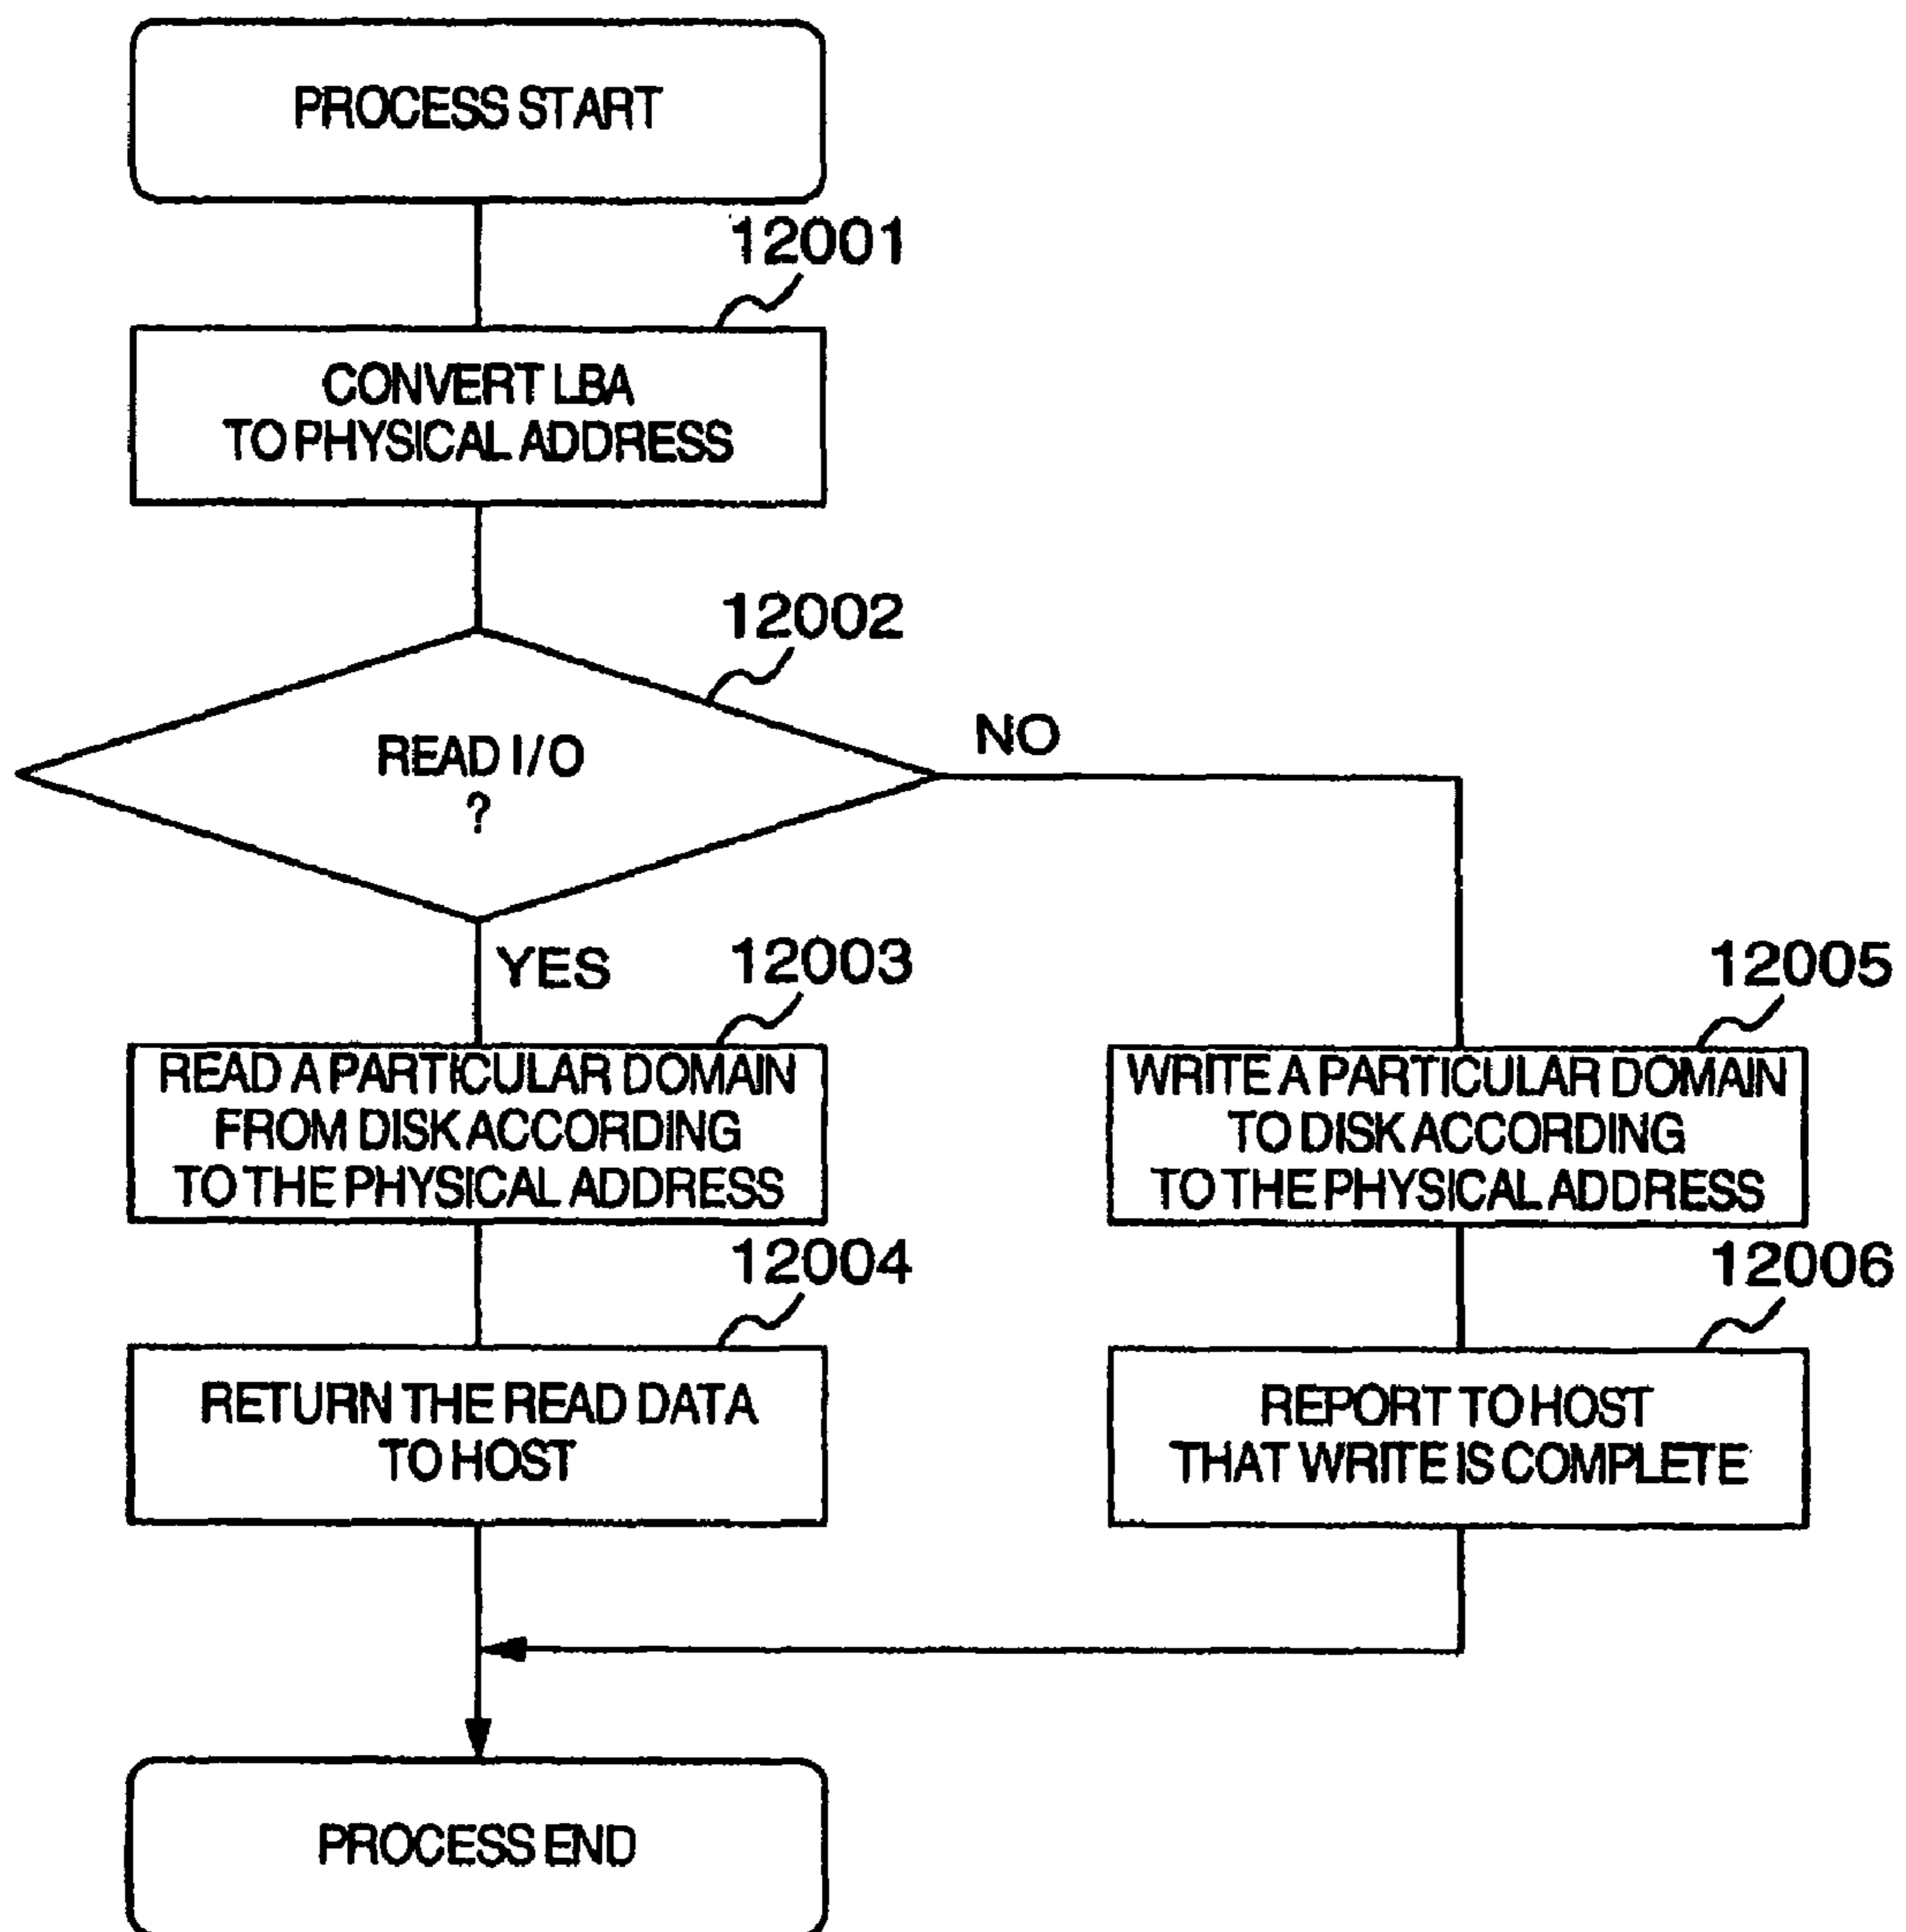 PROCESS START
12001
CONVERT LBA
TO PHYSICAL ADDRESS
12002
READ I/O
?
NO
YES
12003
READ A PARTICULAR DOMAIN
FROM DISK ACCORDING
TO THE PHYSICAL ADDRESS
12005
WRITE A PARTICULAR DOMAIN
TO DISK ACCORDING
TO THE PHYSICAL ADDRESS
12004
RETURN THE READ DATA
TO HOST
12006
REPORT TO HOST
THAT WRITE IS COMPLETE
PROCESS END